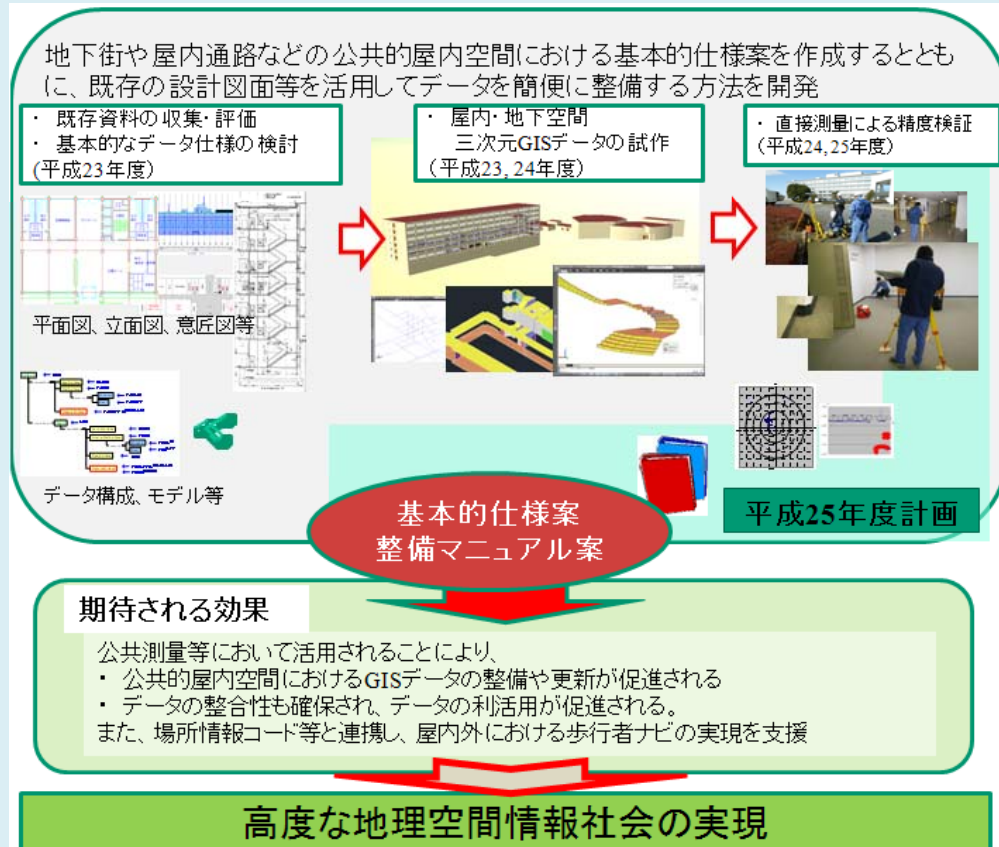 地下街や屋内通路などの公共的屋内空間における基本的仕様案を作成するととも
に、既存の設計図面等を活用してデータを簡便に整備する方法を開発
・ 既存資料の収集・評価
・ 基本的なデータ仕様の検討
(平成23年度)
・ 屋内・地下空間
三次元GISデータの試作
(平成23, 24年度)
・ 直接測量による精度検証
(平成24, 25年度)
平面図、立面図、意匠図等
データ構成、モデル等
平成25年度計画
基本的仕様案
整備マニュアル案
期待される効果
公共測量等において活用されることにより、
・ 公共的屋内空間におけるGISデータの整備や更新が促進される
・ データの整合性も確保され、データの利活用が促進される。
また、場所情報コード等と連携し、屋内外における歩行者ナビの実現を支援
高度な地理空間情報社会の実現